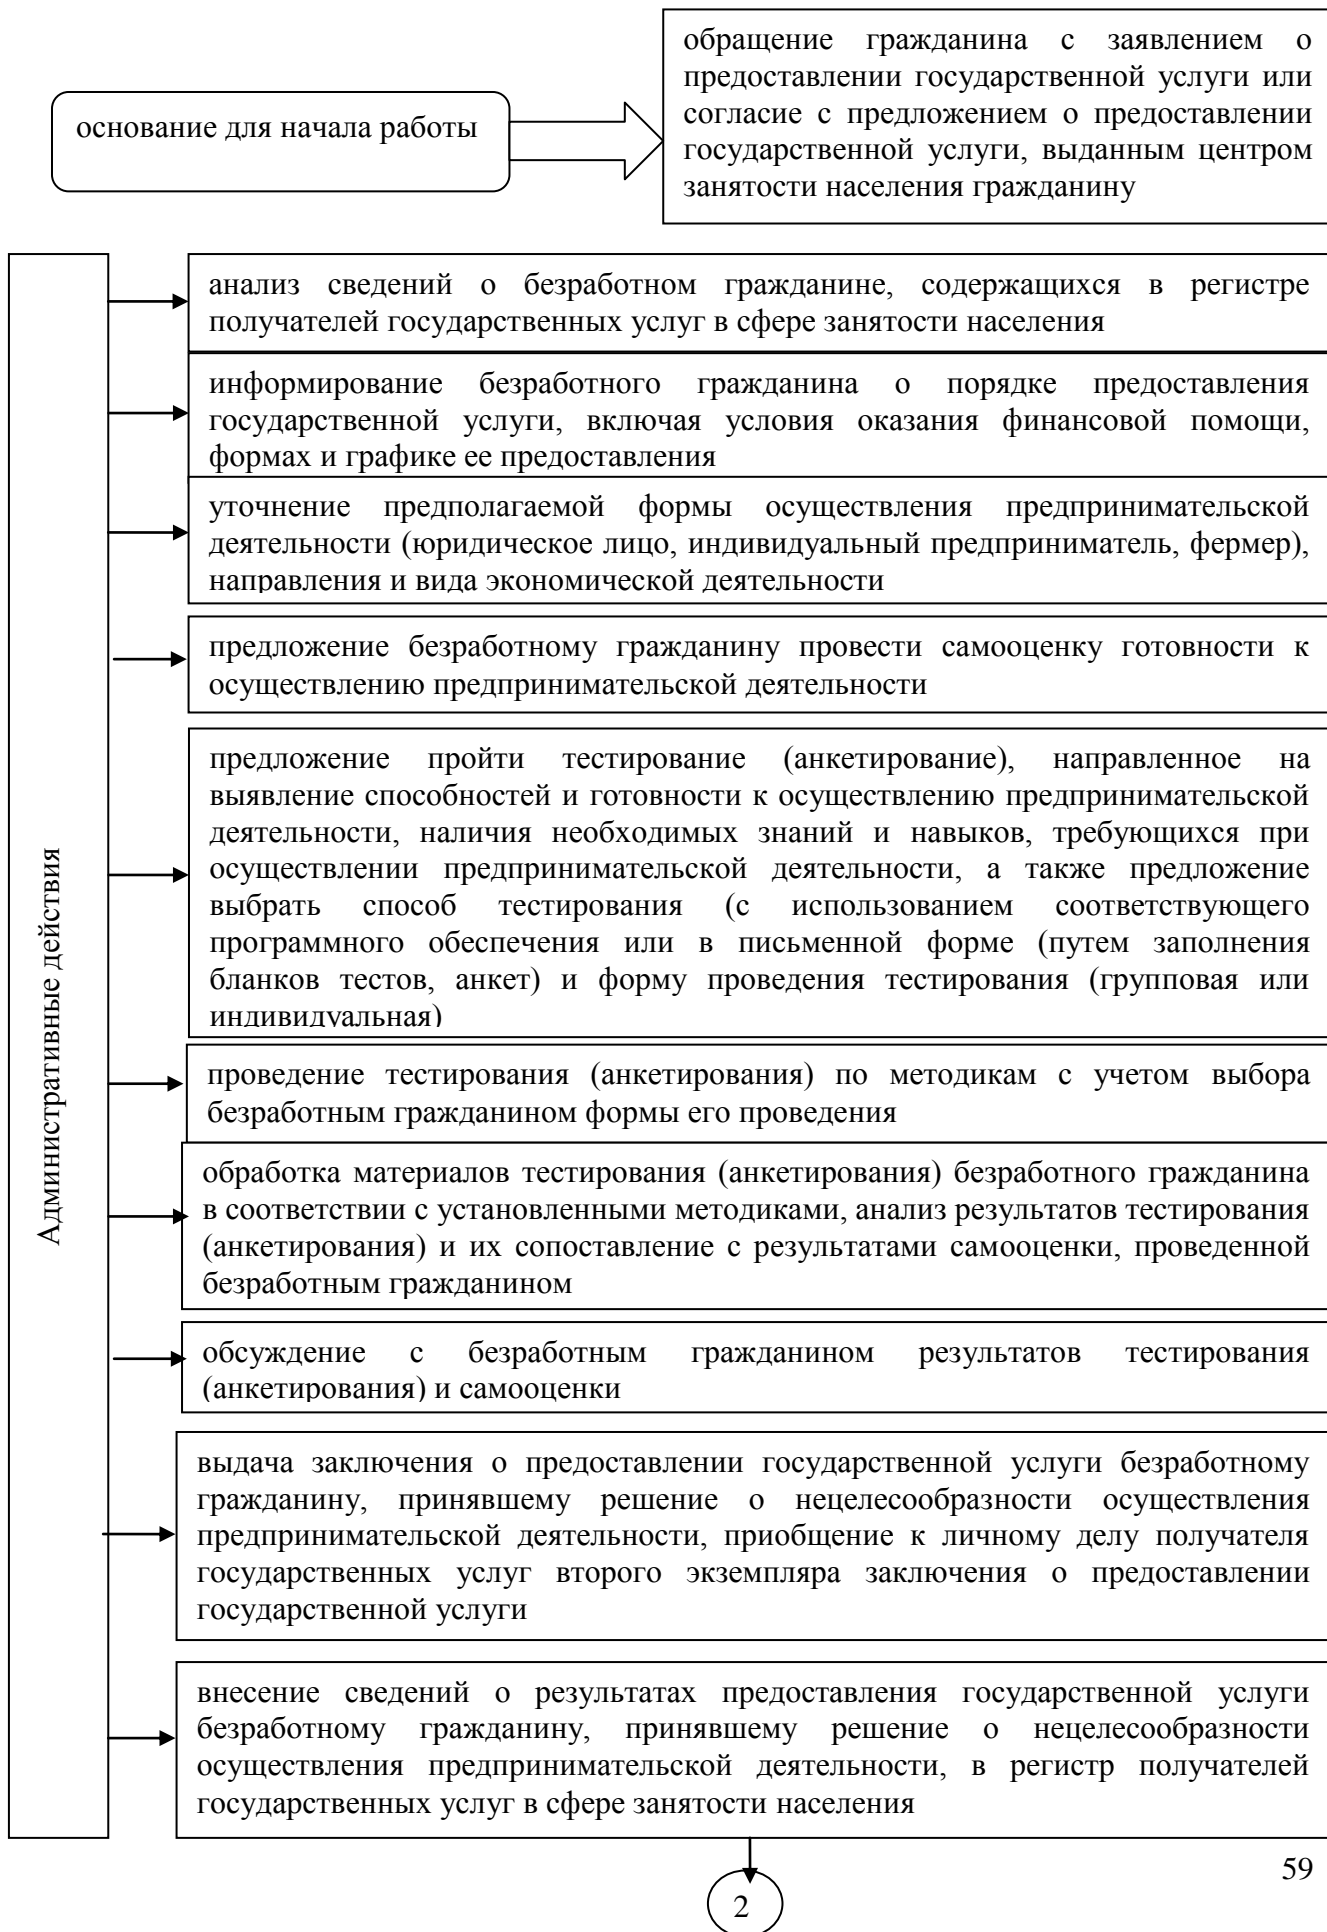 основание для начала работы
обращение гражданина с заявлением о
предоставлении государственной услуги или
согласие с предложением о предоставлении
государственной услуги, выданным центром
занятости населения гражданину
Административные действия
анализ сведений о безработном гражданине, содержащихся в регистре
получателей государственных услуг в сфере занятости населения
информирование безработного гражданина о порядке предоставления
государственной услуги, включая условия оказания финансовой помощи,
формах и графике ее предоставления
уточнение предполагаемой формы осуществления предпринимательской
деятельности (юридическое лицо, индивидуальный предприниматель, фермер),
направления и вида экономической деятельности
предложение безработному гражданину провести самооценку готовности к
осуществлению предпринимательской деятельности
предложение пройти тестирование (анкетирование), направленное на
выявление способностей и готовности к осуществлению предпринимательской
деятельности, наличия необходимых знаний и навыков, требующихся при
осуществлении предпринимательской деятельности, а также предложение
выбрать способ тестирования (с использованием соответствующего
программного обеспечения или в письменной форме (путем заполнения
бланков тестов, анкет) и форму проведения тестирования (групповая или
индивидуальная)
проведение тестирования (анкетирования) по методикам с учетом выбора
безработным гражданином формы его проведения
обработка материалов тестирования (анкетирования) безработного гражданина
в соответствии с установленными методиками, анализ результатов тестирования
(анкетирования) и их сопоставление с результатами самооценки, проведенной
безработным гражданином
обсуждение с безработным гражданином результатов тестирования
(анкетирования) и самооценки
выдача заключения о предоставлении государственной услуги безработному
гражданину, принявшему решение о нецелесообразности осуществления
предпринимательской деятельности, приобщение к личному делу получателя
государственных услуг второго экземпляра заключения о предоставлении
государственной услуги
внесение сведений о результатах предоставления государственной услуги
безработному гражданину, принявшему решение о нецелесообразности
осуществления предпринимательской деятельности, в регистр получателей
государственных услуг в сфере занятости населения
59
2